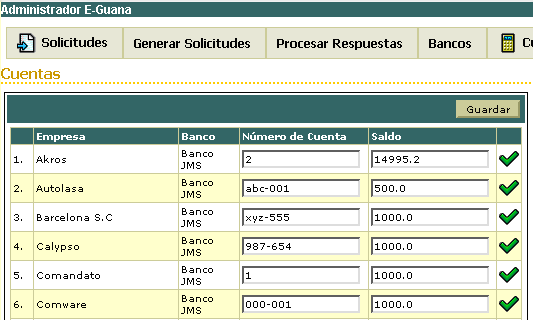 Administrador E-Guana
Solicitudes Generar Solicitudes Procesar Respuestas Bancos
Cuentas
Guardar
Empresa Banco Número de Cuenta Saldo
1. Akros Banco JMS 2 14995.2
2. Autolasa Banco JMS abc-001 500.0
3. Barcelona S.C Banco JMS xyz-555 1000.0
4. Calypso Banco JMS 987-654 1000.0
5. Comandato Banco JMS 1 1000.0
6. Comware Banco JMS 000-001 1000.0